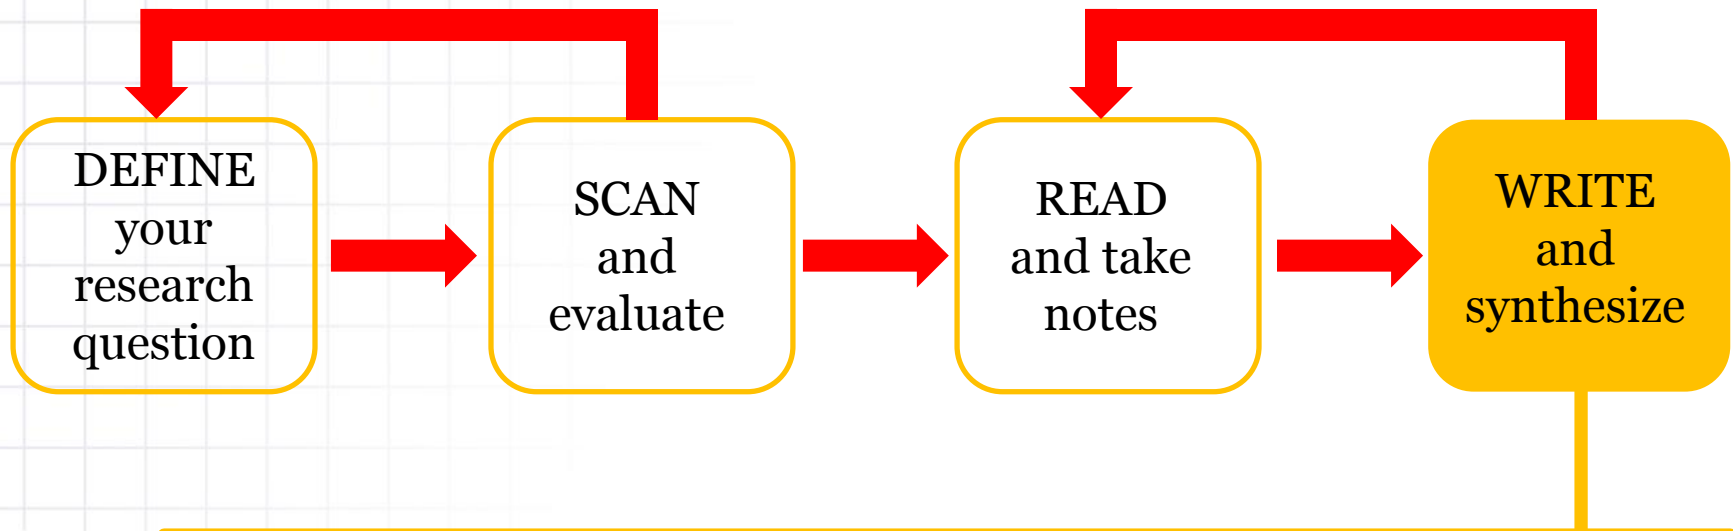 DEFINE
your
research
question
SCAN
and
evaluate
READ
and take
notes
WRITE
and
synthesize